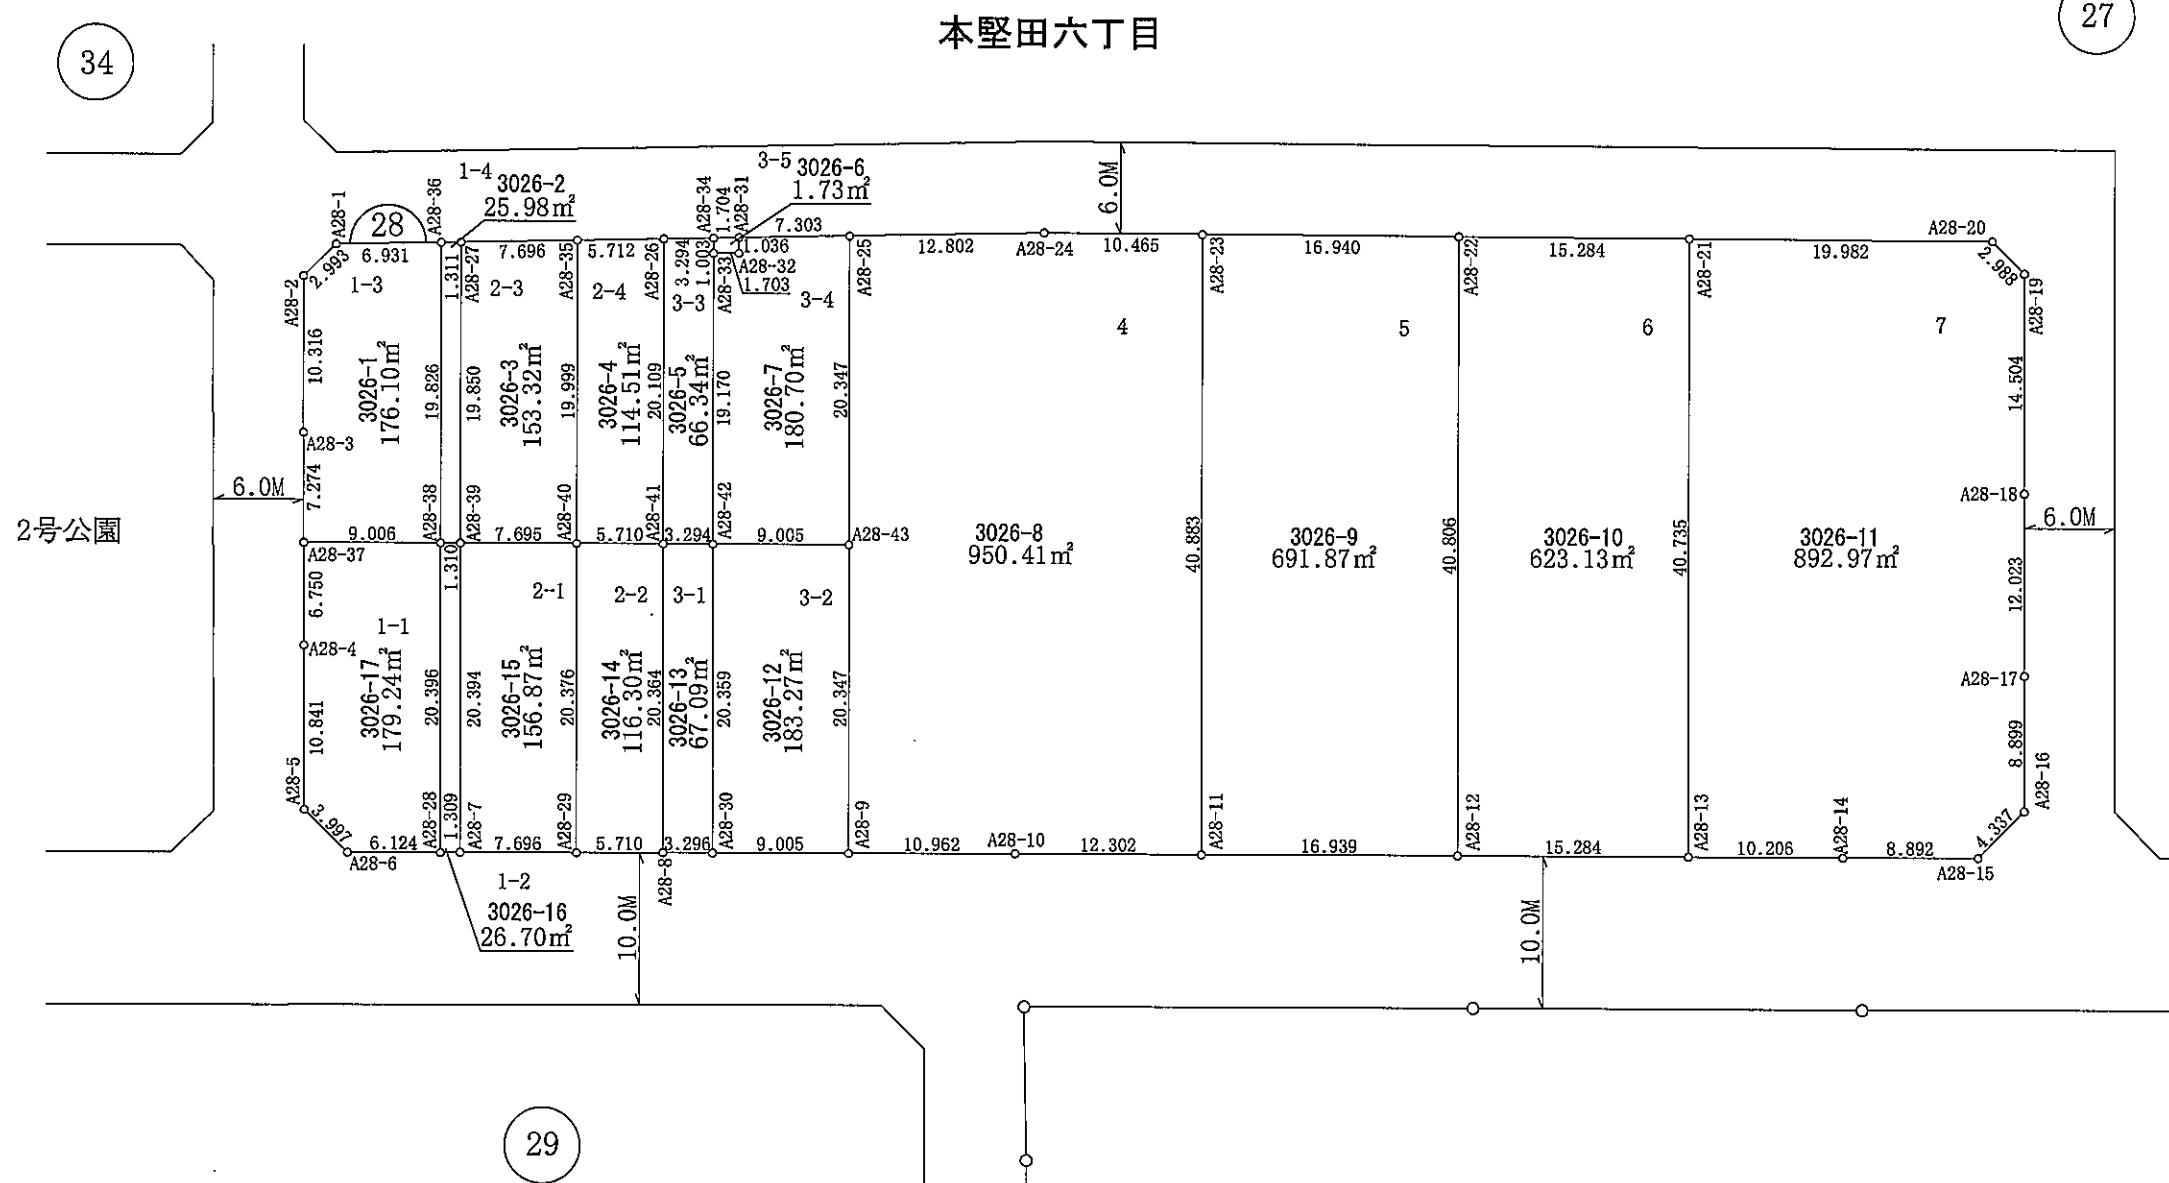 本堅田六丁目
34
27
28
29
2号公園
6.0M
6.0M
6.0M
10.0M
10.0M
1-4
3026-2
25.98㎡
3-5
3026-6
1.73㎡
A28-1
A28-36
A28-27
A28-35
A28-26
A28-34
A28-31
A28-33
A28-32
A28-25
A28-24
A28-23
A28-22
A28-21
A28-20
A28-19
A28-2
2.993
6.931
1.311
7.696
5.712
3.294
1.003
1.704
1.036
1.703
7.303
12.802
10.465
16.940
15.284
19.982
2.988
1-3
2-3
2-4
3-3
3-4
4
5
6
7
10.316
3026-1
176.10㎡
19.826
19.850
3026-3
153.32㎡
19.999
3026-4
114.51㎡
20.109
3026-5
66.34㎡
19.170
3026-7
180.70㎡
20.347
14.504
A28-3
7.274
A28-38
A28-39
A28-40
A28-41
A28-42
A28-43
A28-18
9.006
1.310
7.695
5.710
3.294
9.005
A28-37
3026-8
950.41㎡
40.883
3026-9
691.87㎡
40.806
3026-10
623.13㎡
40.735
3026-11
892.97㎡
12.023
6.750
1-1
2-1
2-2
3-1
3-2
A28-4
A28-17
10.841
3026-17
179.24㎡
20.396
20.394
3026-15
156.87㎡
20.376
3026-14
116.30㎡
20.364
3026-13
67.09㎡
20.359
3026-12
183.27㎡
20.347
8.899
A28-5
A28-28
A28-7
A28-29
A28-8
A28-30
A28-9
A28-10
A28-11
A28-12
A28-13
A28-14
A28-16
3.997
6.124
1.309
7.696
5.710
3.296
9.005
10.962
12.302
16.939
15.284
10.206
8.892
4.337
A28-6
A28-15
1-2
3026-16
26.70㎡